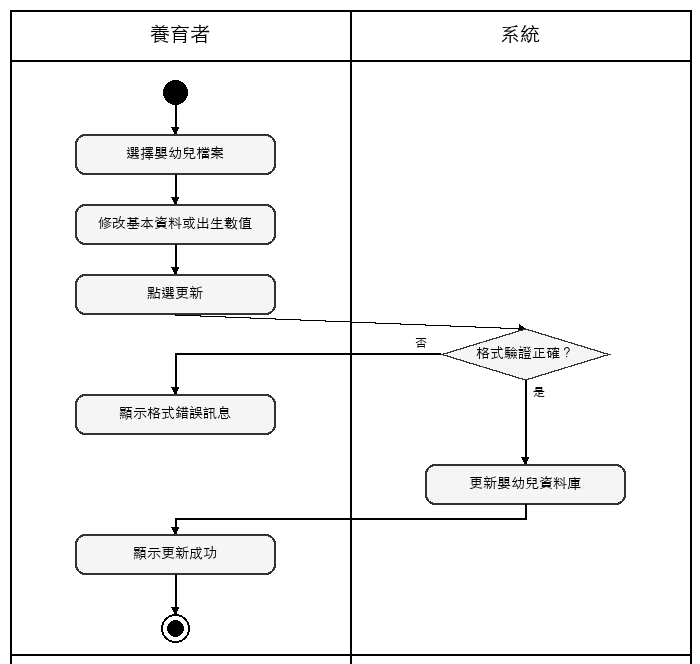 養育者
系統
選擇嬰幼兒檔案
修改基本資料或出生數值
點選更新
格式驗證正確？
否
是
顯示格式錯誤訊息
更新嬰幼兒資料庫
顯示更新成功